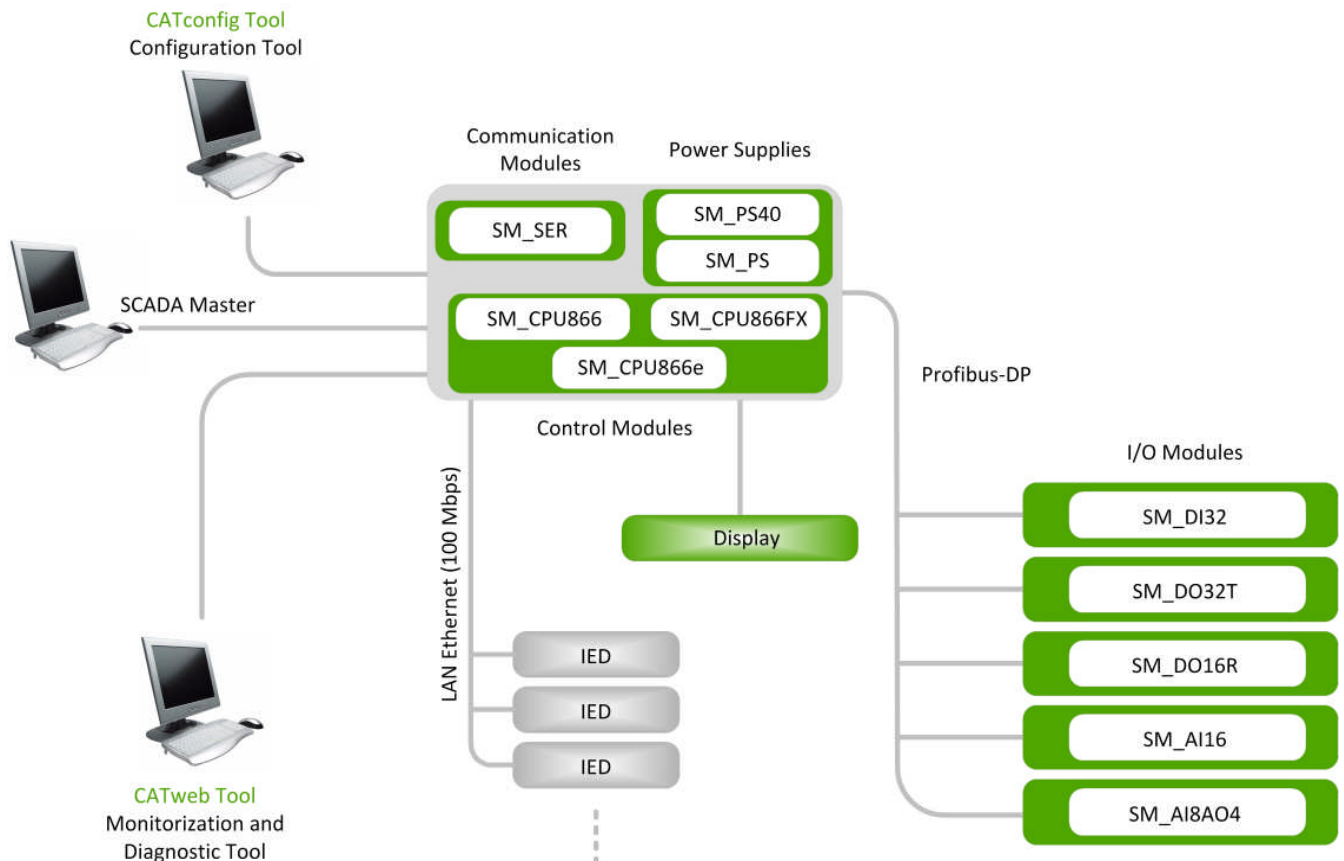 CATconfig Tool
Configuration Tool
Communication
Modules
Power Supplies
SM_SER
SM_PS40
SM_PS
SCADA Master
SM_CPU866
SM_CPU866FX
SM_CPU866e
Profibus-DP
Control Modules
I/O Modules
LAN Ethernet (100 Mbps)
Display
SM_DI32
SM_DO32T
SM_DO16R
SM_AI16
SM_AI8AO4
IED
IED
IED
CATweb Tool
Monitorization and
Diagnostic Tool